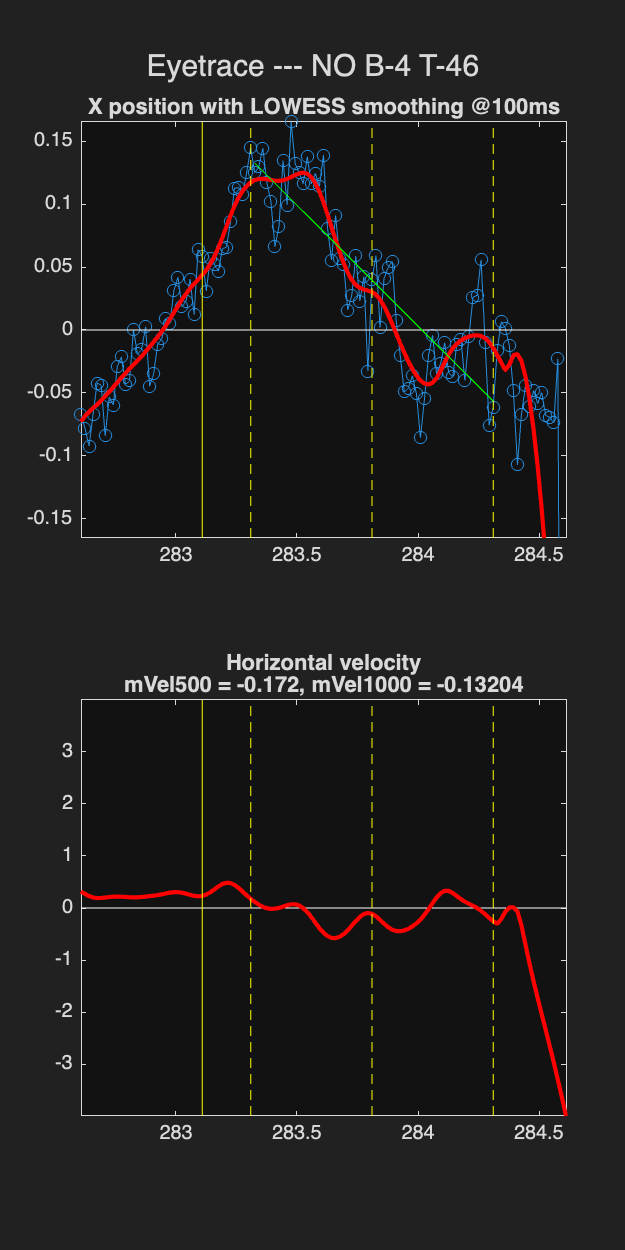 Eyetrace --- NO B-4 T-46
X position with LOWESS smoothing @100ms
0.15
0.1
0.05
0
-0.05
-0.1
-0.15
283 283.5 284 284.5
Horizontal velocity
mVel500 = -0.172, mVel1000 = -0.13204
3
2
1
0
-1
-2
-3
283 283.5 284 284.5